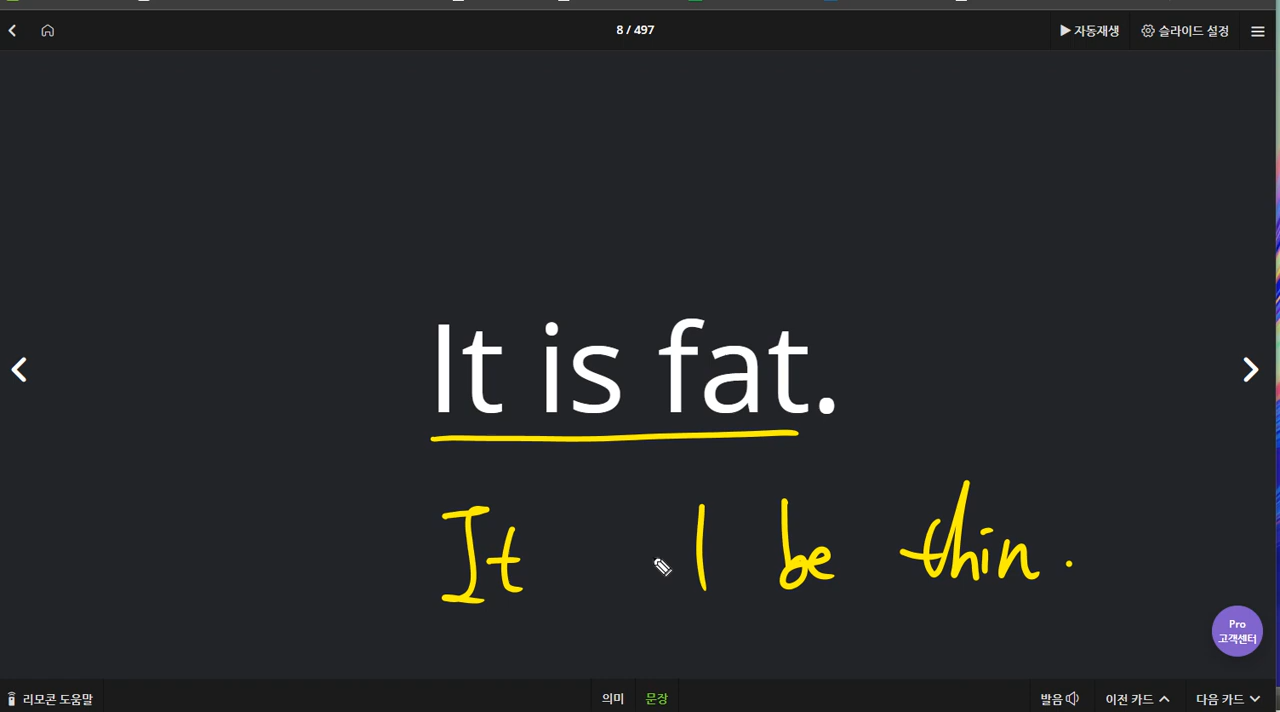 8 / 497
자동재생
슬라이드 설정
It is fat.
It l be thin.
Pro
고객센터
리모콘 도움말
의미
문장
발음
이전 카드
다음 카드